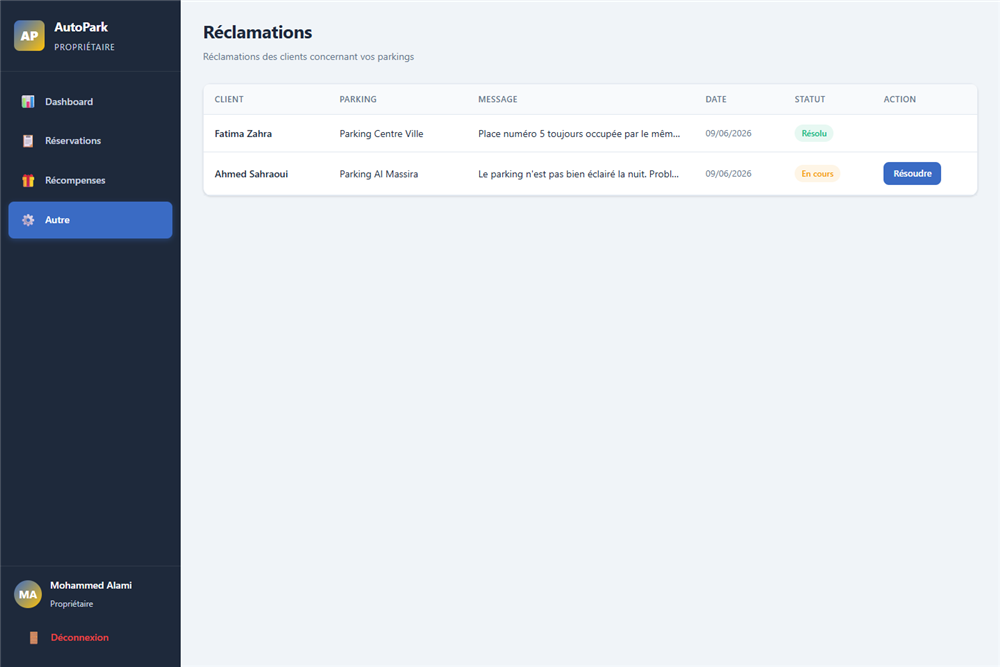 AP
AutoPark
PROPRIÉTAIRE
Dashboard
Réservations
Récompenses
Autre
MA
Mohammed Alami
Propriétaire
Déconnexion
Réclamations
Réclamations des clients concernant vos parkings
CLIENT PARKING MESSAGE DATE STATUT ACTION
Fatima Zahra Parking Centre Ville Place numéro 5 toujours occupée par le mêm... 09/06/2026 Résolu
Ahmed Sahraoui Parking Al Massira Le parking n'est pas bien éclairé la nuit. Probl... 09/06/2026 En cours Résoudre